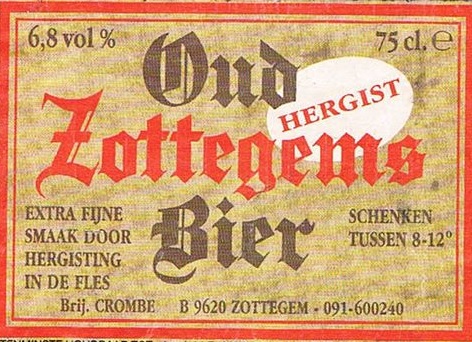 6,8 vol %
75 cl. ℮
Oud
HERGIST
Zottegems
Bier
EXTRA FIJNE
SMAAK DOOR
HERGISTING
IN DE FLES
SCHENKEN
TUSSEN 8-12°
Brij. CROMBE B 9620 ZOTTEGEM - 091-600240